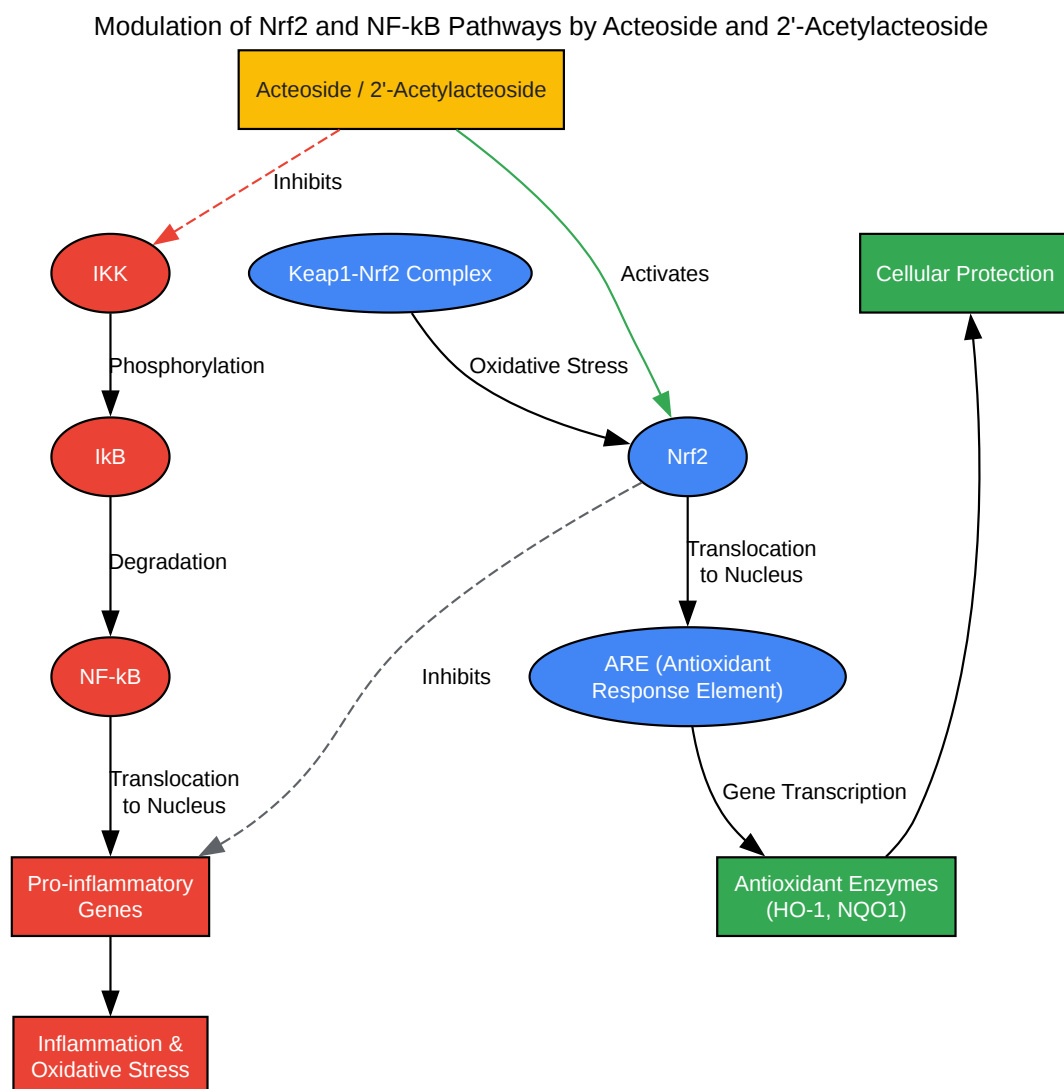 Modulation of Nrf2 and NF-kB Pathways by Acteoside and 2'-Acetylacteoside
Acteoside / 2'-Acetylacteoside
Inhibits
IKK
Keap1-Nrf2 Complex
Activates
Cellular Protection
Phosphorylation
Oxidative Stress
IkB
Nrf2
Degradation
Translocation
to Nucleus
NF-kB
Inhibits
ARE (Antioxidant
Response Element)
Translocation
to Nucleus
Gene Transcription
Pro-inflammatory
Genes
Antioxidant Enzymes
(HO-1, NQO1)
Inflammation &
Oxidative Stress